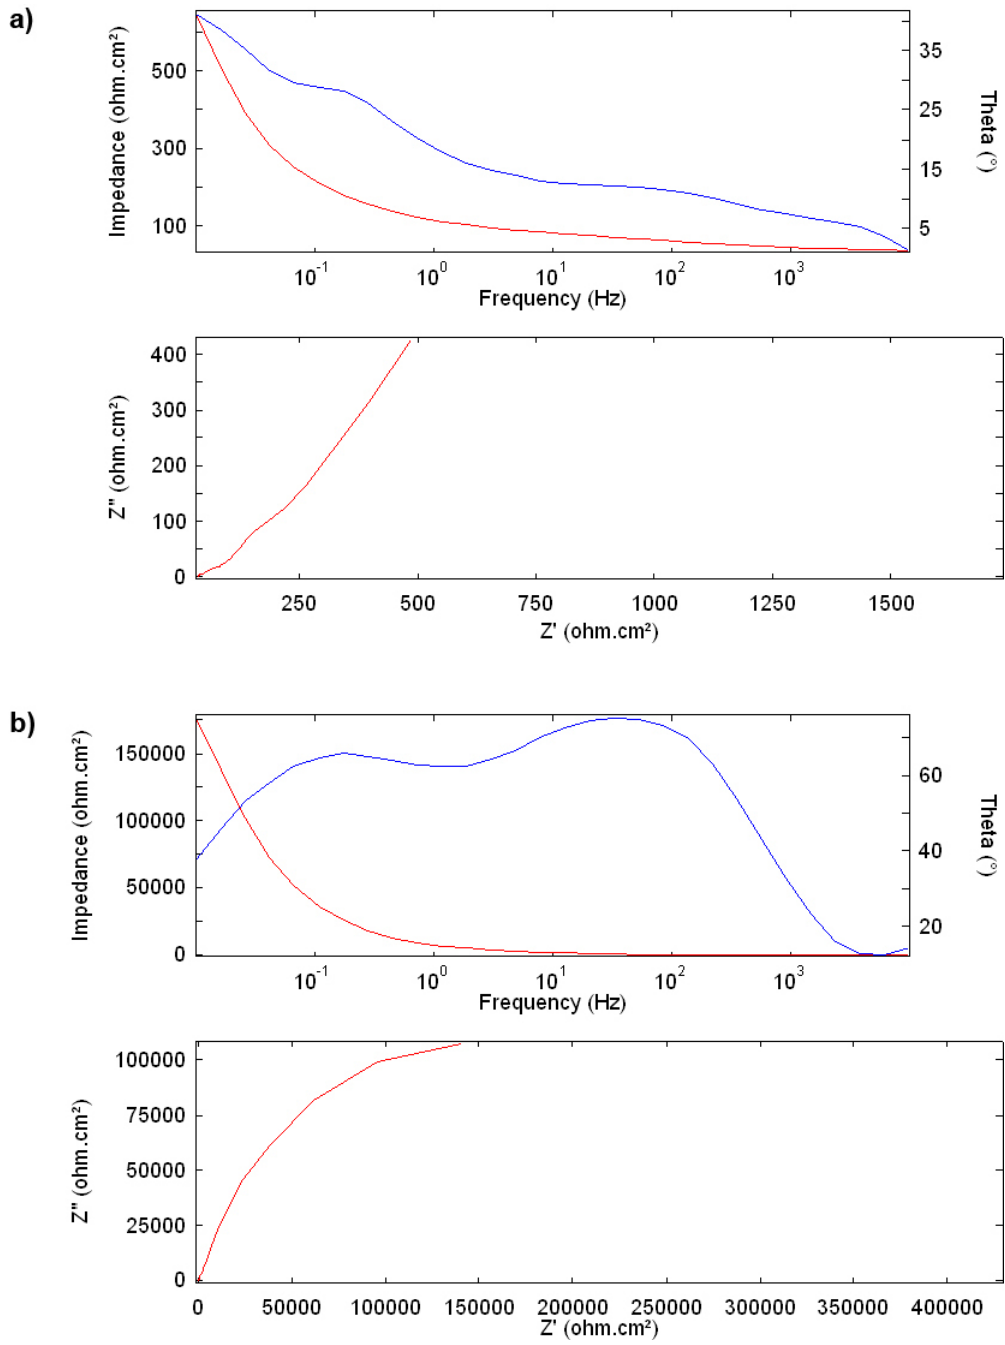 a)
Impedance (ohm.cm²)
500
300
100
35
25
15
5
Theta (°)
10-1 100 101 102 103
Frequency (Hz)
Z" (ohm.cm²)
400
300
200
100
0
250 500 750 1000 1250 1500
Z' (ohm.cm²)
b)
Impedance (ohm.cm²)
150000
100000
50000
0
60
40
20
Theta (°)
10-1 100 101 102 103
Frequency (Hz)
Z" (ohm.cm²)
100000
75000
50000
25000
0
0 50000 100000 150000 200000 250000 300000 350000 400000
Z' (ohm.cm²)